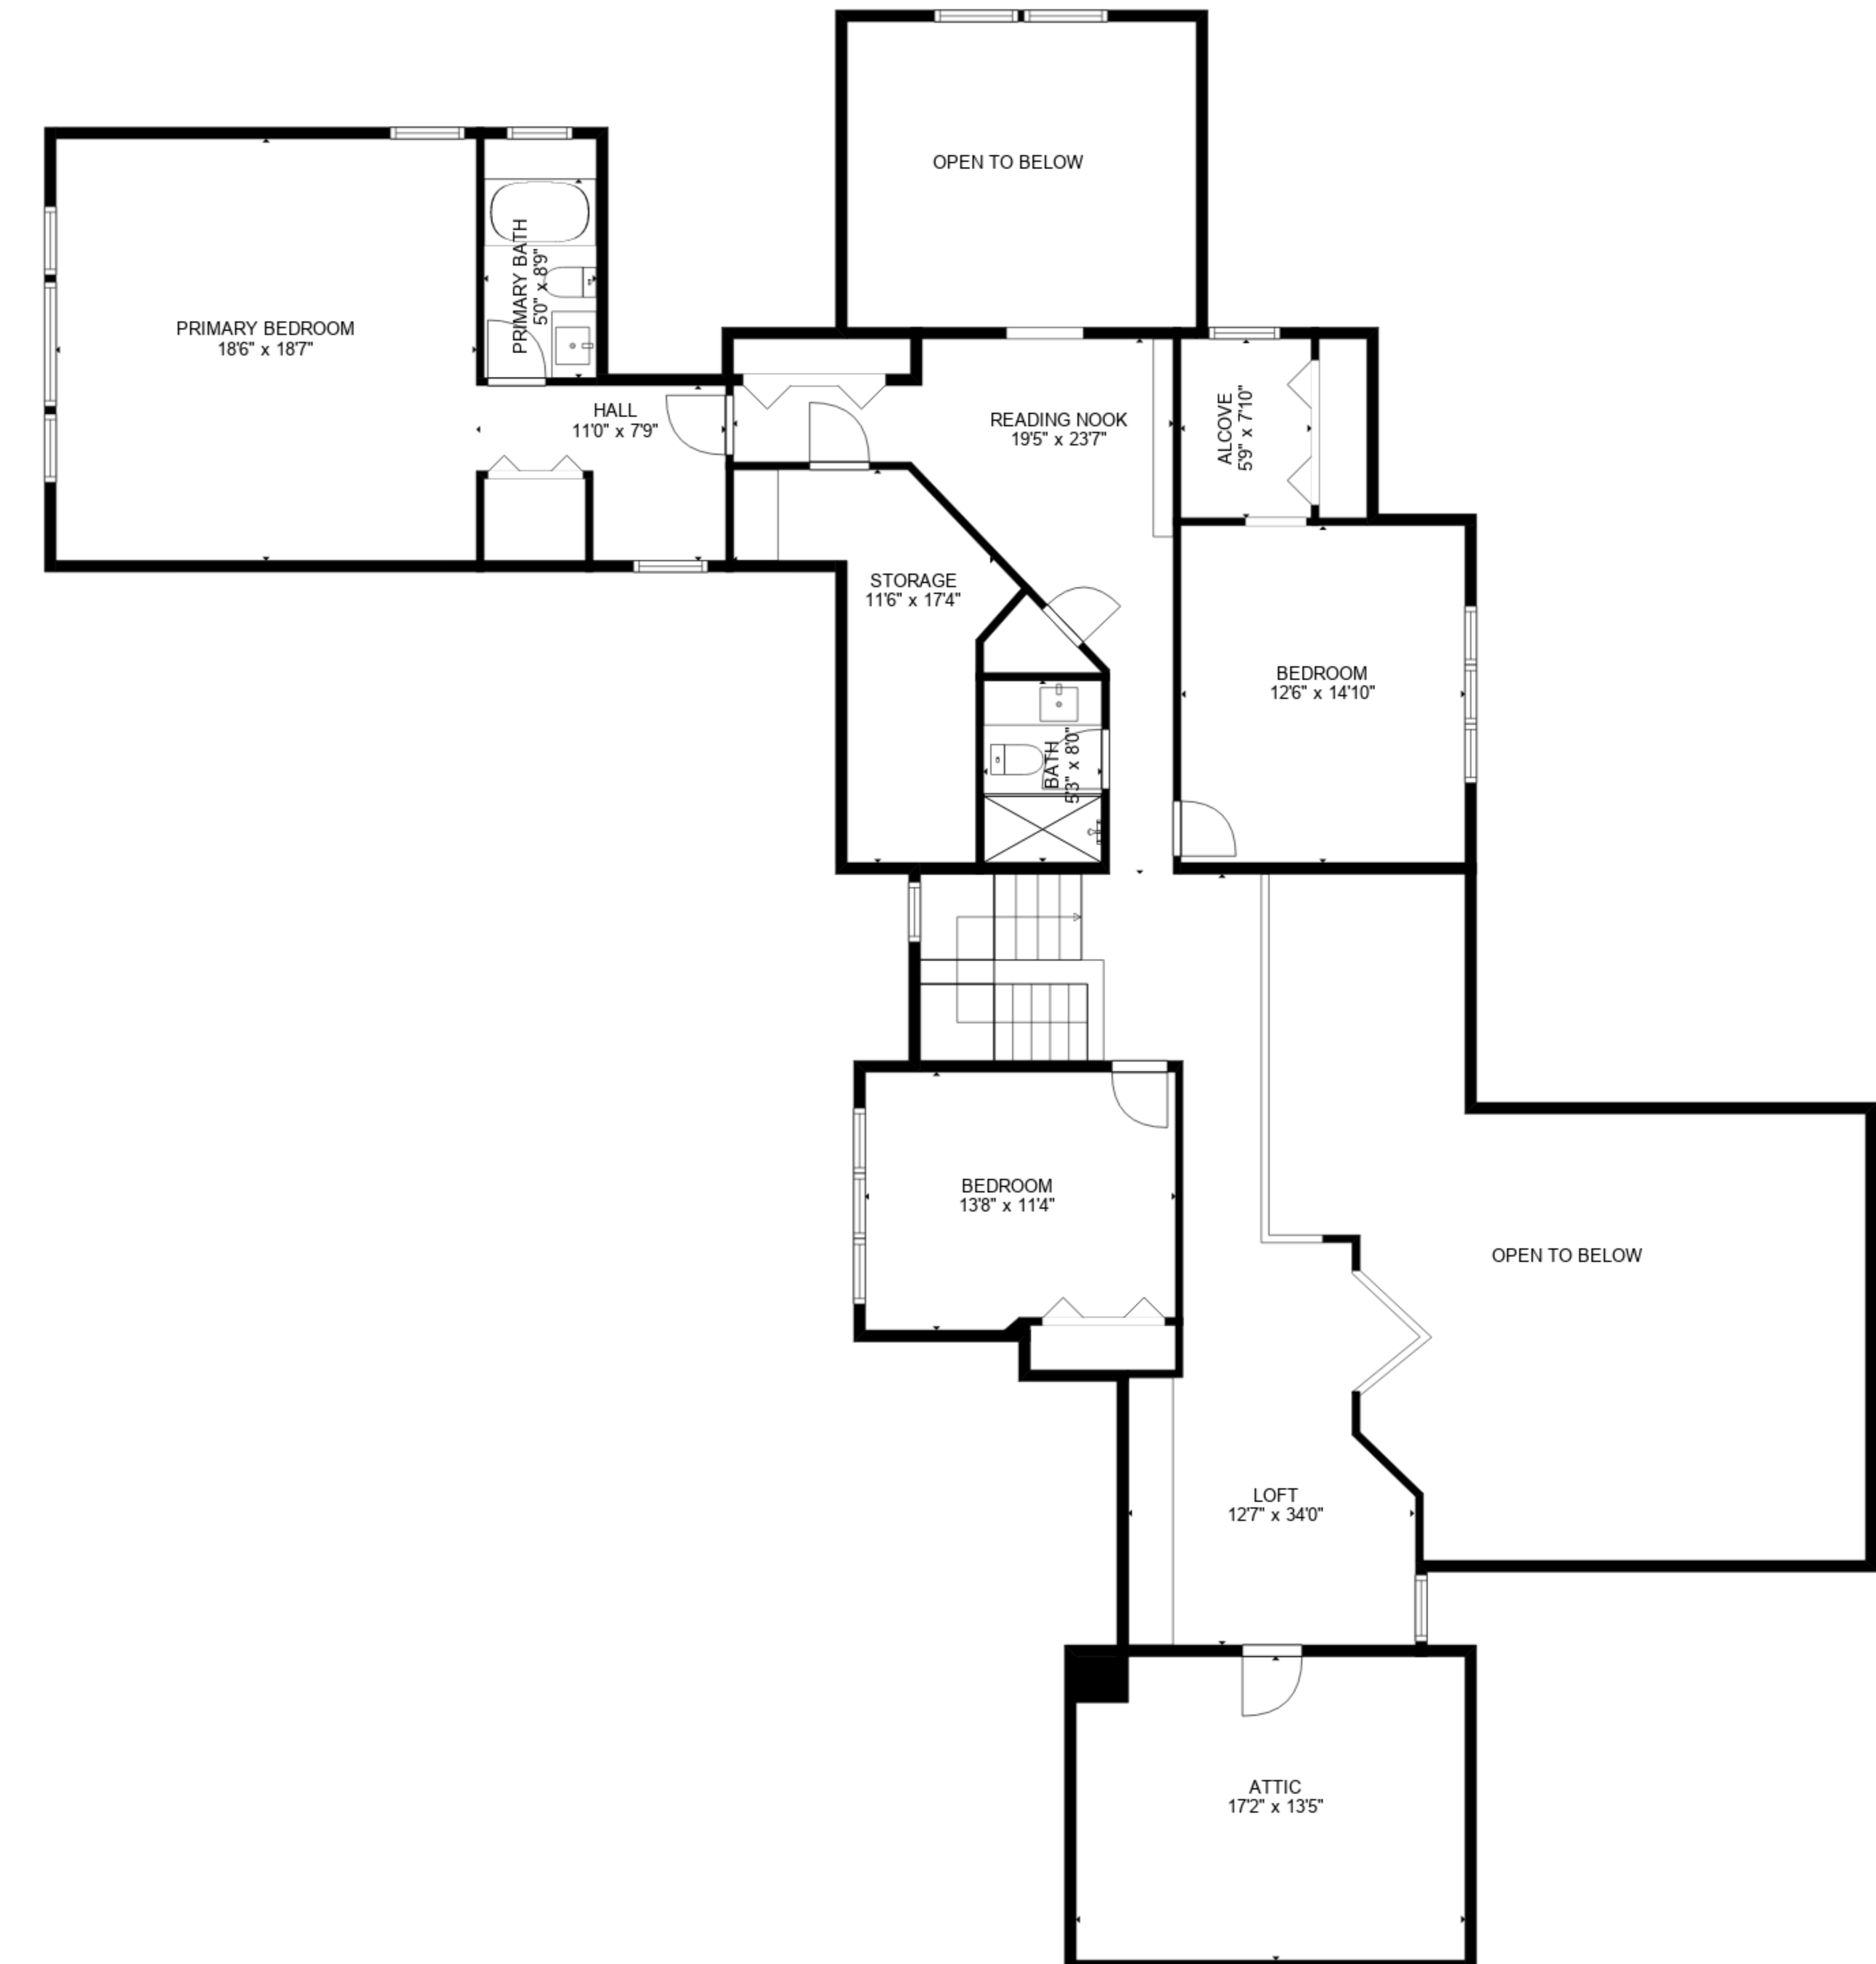 OPEN TO BELOW
PRIMARY BEDROOM
18'6" x 18'7"
PRIMARY BATH
5'0" x 8'9"
HALL
11'0" x 7'9"
READING NOOK
19'5" x 23'7"
ALCOVE
5'9" x 7'10"
STORAGE
11'6" x 17'4"
BEDROOM
12'6" x 14'10"
BATH
5'3" x 8'0"
BEDROOM
13'8" x 11'4"
OPEN TO BELOW
LOFT
12'7" x 34'0"
ATTIC
17'2" x 13'5"